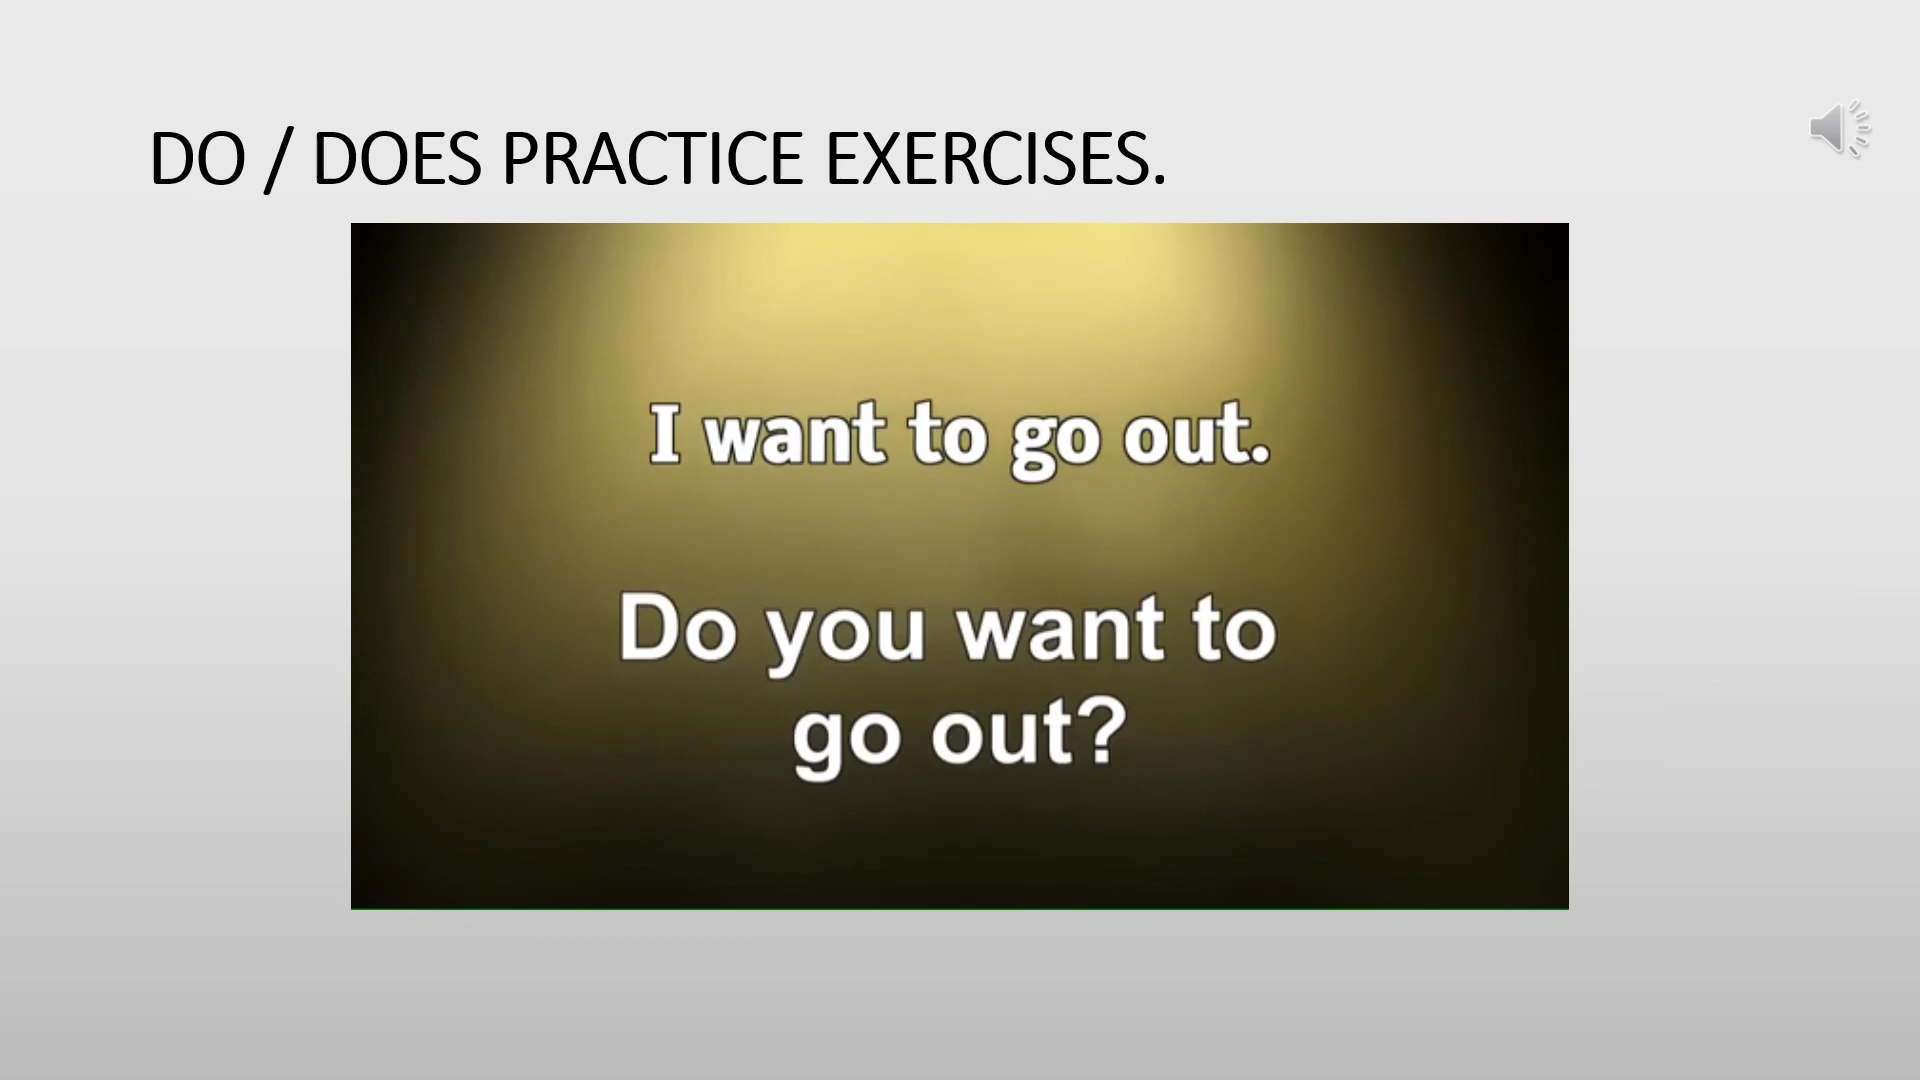 DO / DOES PRACTICE EXERCISES.
I want to go out.
Do you want to
go out?